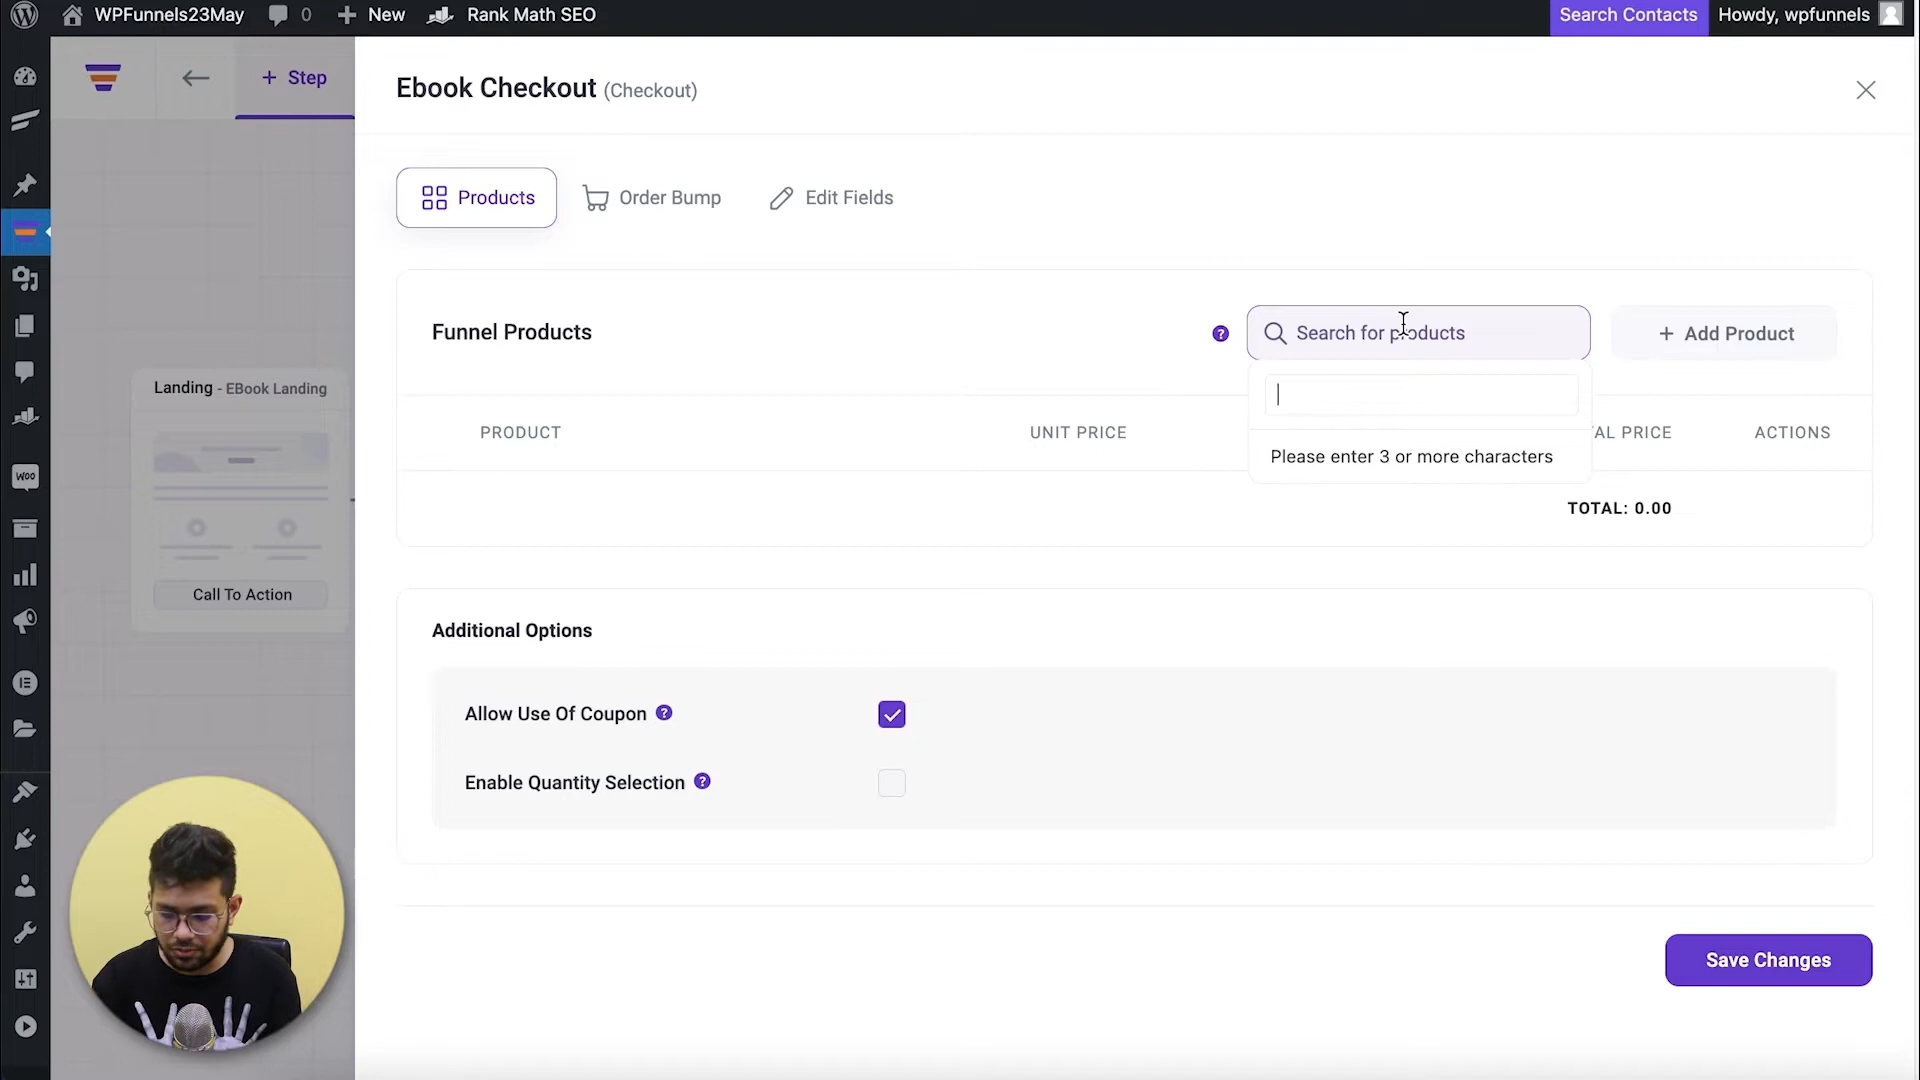 WPFunnels23May 0 New Rank Math SEO Search Contacts Howdy, wpfunnels
+ Step
Ebook Checkout (Checkout)
Products Order Bump Edit Fields
Funnel Products ? Search for products + Add Product
PRODUCT UNIT PRICE AL PRICE ACTIONS
Please enter 3 or more characters
TOTAL: 0.00
Landing - EBook Landing
Call To Action
Additional Options
Allow Use Of Coupon ?
Enable Quantity Selection ?
Save Changes
WOO